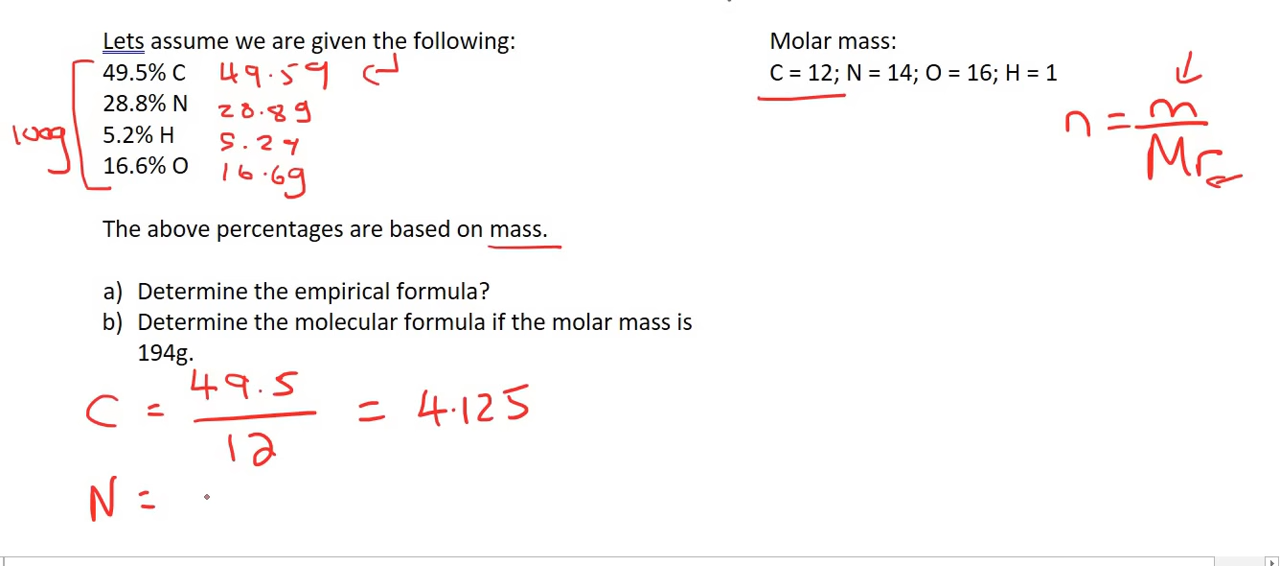 Lets assume we are given the following:
49.5% C 49.5g
28.8% N 28.8g
5.2% H 5.2g
16.6% O 16.6g
100g
The above percentages are based on mass.
a) Determine the empirical formula?
b) Determine the molecular formula if the molar mass is
194g.
C = 49.5 / 12 = 4.125
N =
Molar mass:
C = 12; N = 14; O = 16; H = 1
n = m / Mr